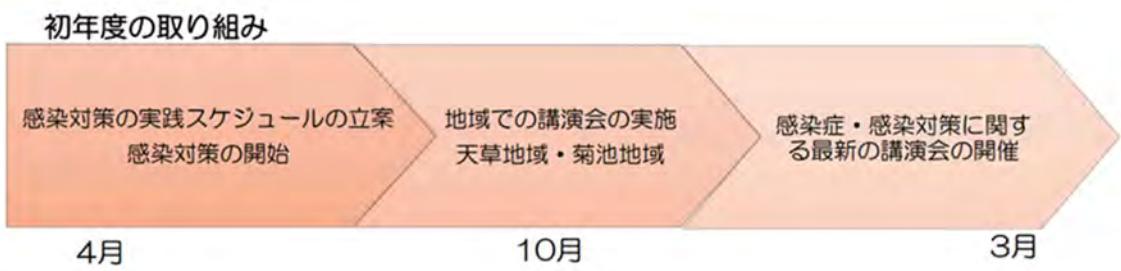 初年度の取り組み
感染対策の実践スケジュールの立案
感染対策の開始
地域での講演会の実施
天草地域・菊池地域
感染症・感染対策に関す
る最新の講演会の開催
4月
10月
3月